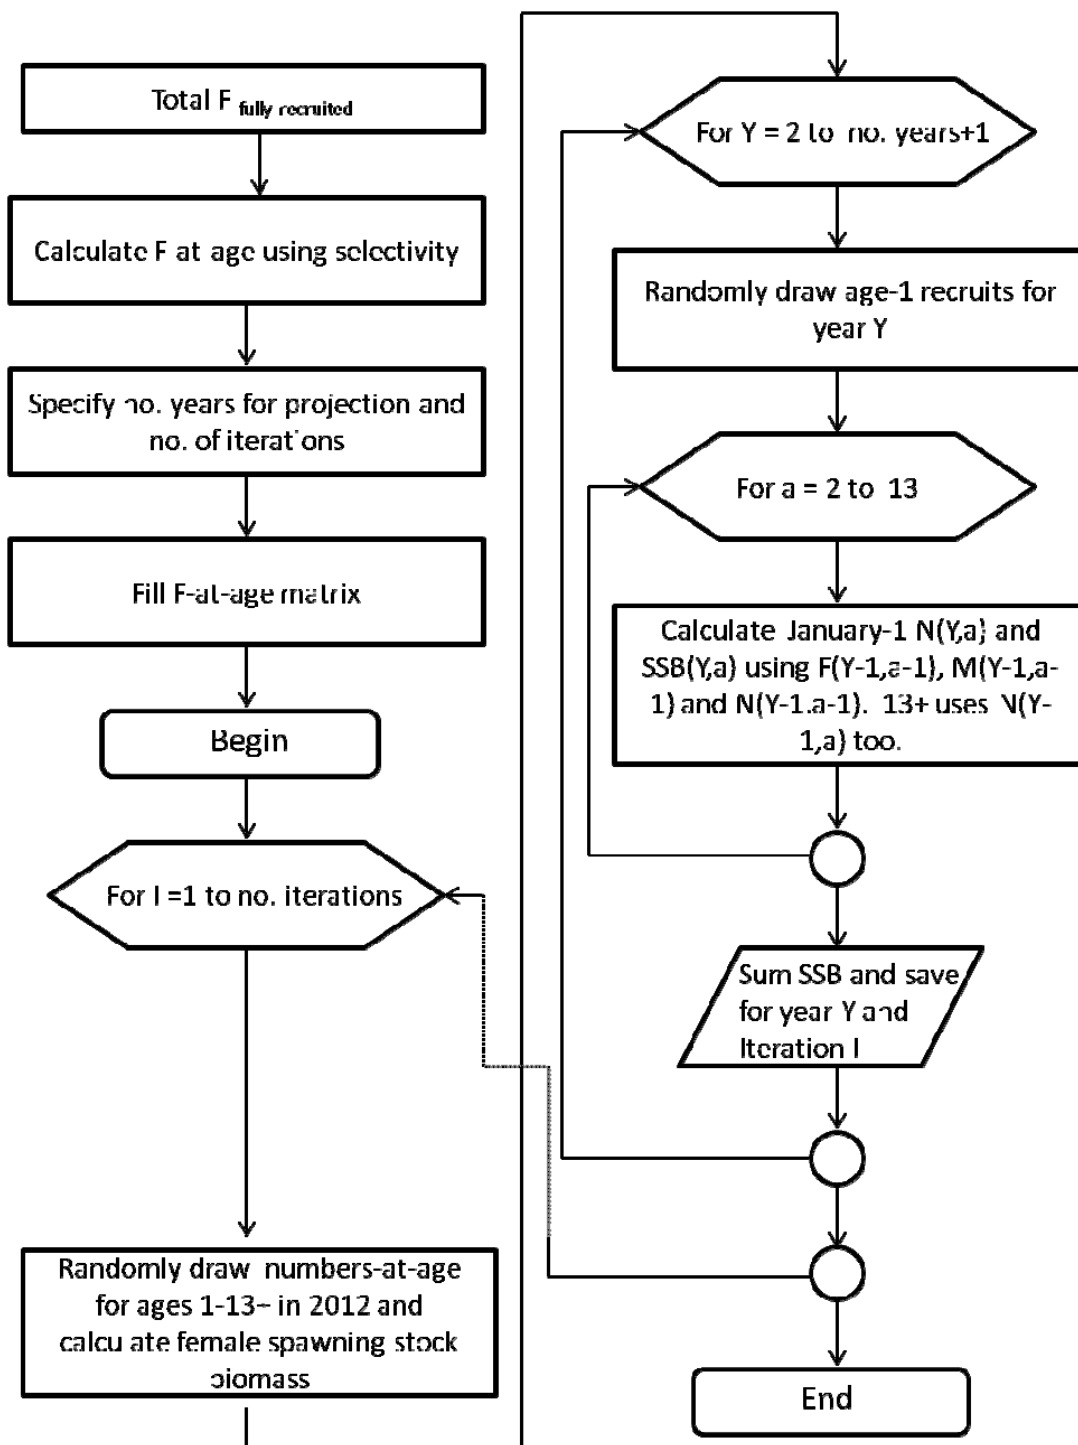 Total F fully recruited
Calculate F at age using selectivity
Specify no. years for projection and
no. of iterations
Fill F-at-age matrix
Begin
For I =1 to no. iterations
Randomly draw numbers-at-age
for ages 1-13+ in 2012 and
calculate female spawning stock
biomass
For Y = 2 to no. years+1
Randomly draw age-1 recruits for
year Y
For a = 2 to 13
Calculate January-1 N(Y,a) and
SSB(Y,a) using F(Y-1,a-1), M(Y-1,a-
1) and N(Y-1.a-1). 13+ uses N(Y-
1,a) too.
Sum SSB and save
for year Y and
Iteration I
End